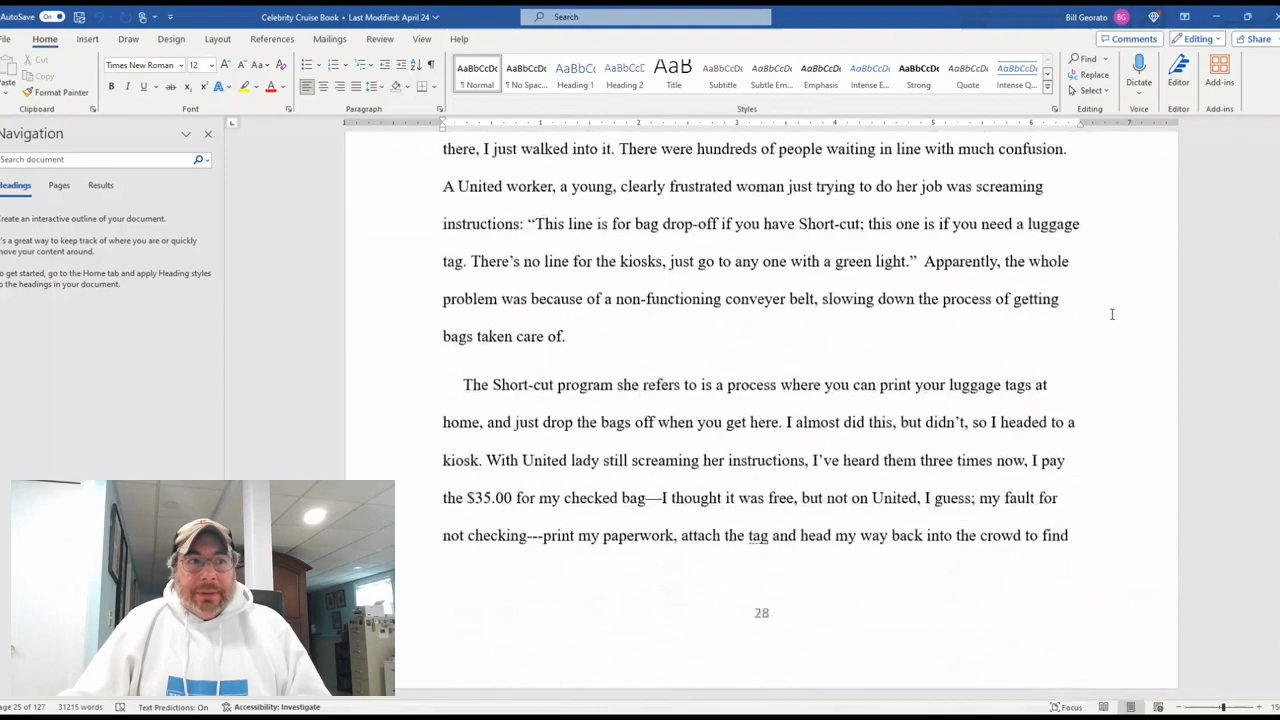 AutoSave On
Celebrity Cruise Book • Last Modified: April 24
Search
Bill Georato BG
File Home Insert Draw Design Layout References Mailings Review View Help
Comments Editing Share
Cut
Copy
Paste
Format Painter
Clipboard
Times New Roman 12
Font
Paragraph
AaBbCcDc AaBbCcDc AaBbC AaBbCcD AaB AaBbCcD AaBbCcDc AaBbCcDc AaBbCcDc AaBbCcDc AaBbCcDc AaBbCcDc
¶ Normal ¶ No Spac... Heading 1 Heading 2 Title Subtitle Subtle Em... Emphasis Intense E... Strong Quote Intense Q...
Styles
Find
Replace
Select
Editing
Dictate
Voice
Editor
Editor
Add-ins
Add-ins
Navigation
Search document
Headings Pages Results
Create an interactive outline of your document.
It's a great way to keep track of where you are or quickly
move your content around.
To get started, go to the Home tab and apply Heading styles
to the headings in your document.
there, I just walked into it. There were hundreds of people waiting in line with much confusion.
A United worker, a young, clearly frustrated woman just trying to do her job was screaming
instructions: “This line is for bag drop-off if you have Short-cut; this one is if you need a luggage
tag. There’s no line for the kiosks, just go to any one with a green light.” Apparently, the whole
problem was because of a non-functioning conveyer belt, slowing down the process of getting
bags taken care of.
The Short-cut program she refers to is a process where you can print your luggage tags at
home, and just drop the bags off when you get here. I almost did this, but didn’t, so I headed to a
kiosk. With United lady still screaming her instructions, I’ve heard them three times now, I pay
the $35.00 for my checked bag—I thought it was free, but not on United, I guess; my fault for
not checking---print my paperwork, attach the tag and head my way back into the crowd to find
28
Page 25 of 127 31215 words Text Predictions: On Accessibility: Investigate
Focus